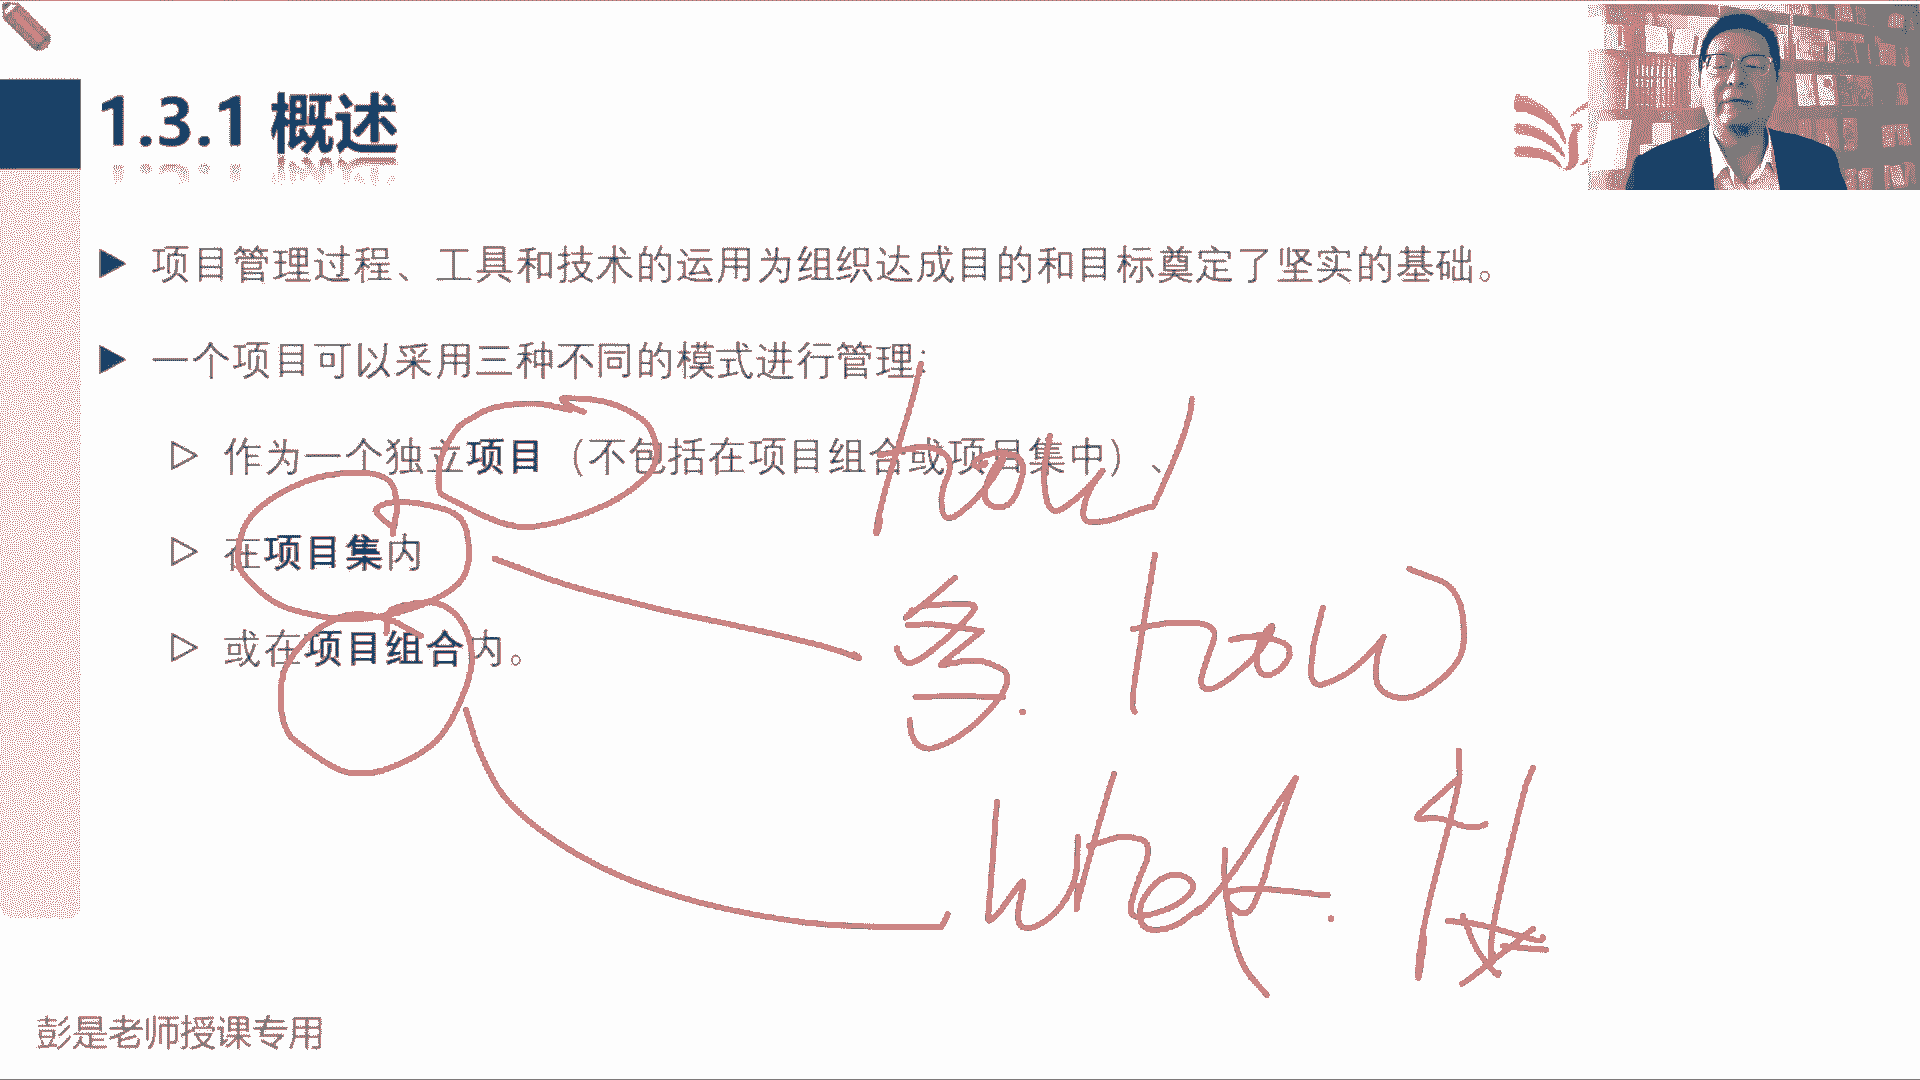 1.3.1 概述
项目管理过程、工具和技术的运用为组织达成目的和目标奠定了坚实的基础。
一个项目可以采用三种不同的模式进行管理：
作为一个独立项目（不包括在项目组合或项目集中）、
how
在项目集内
多. how
或在项目组合内。
what.
彭是老师授课专用